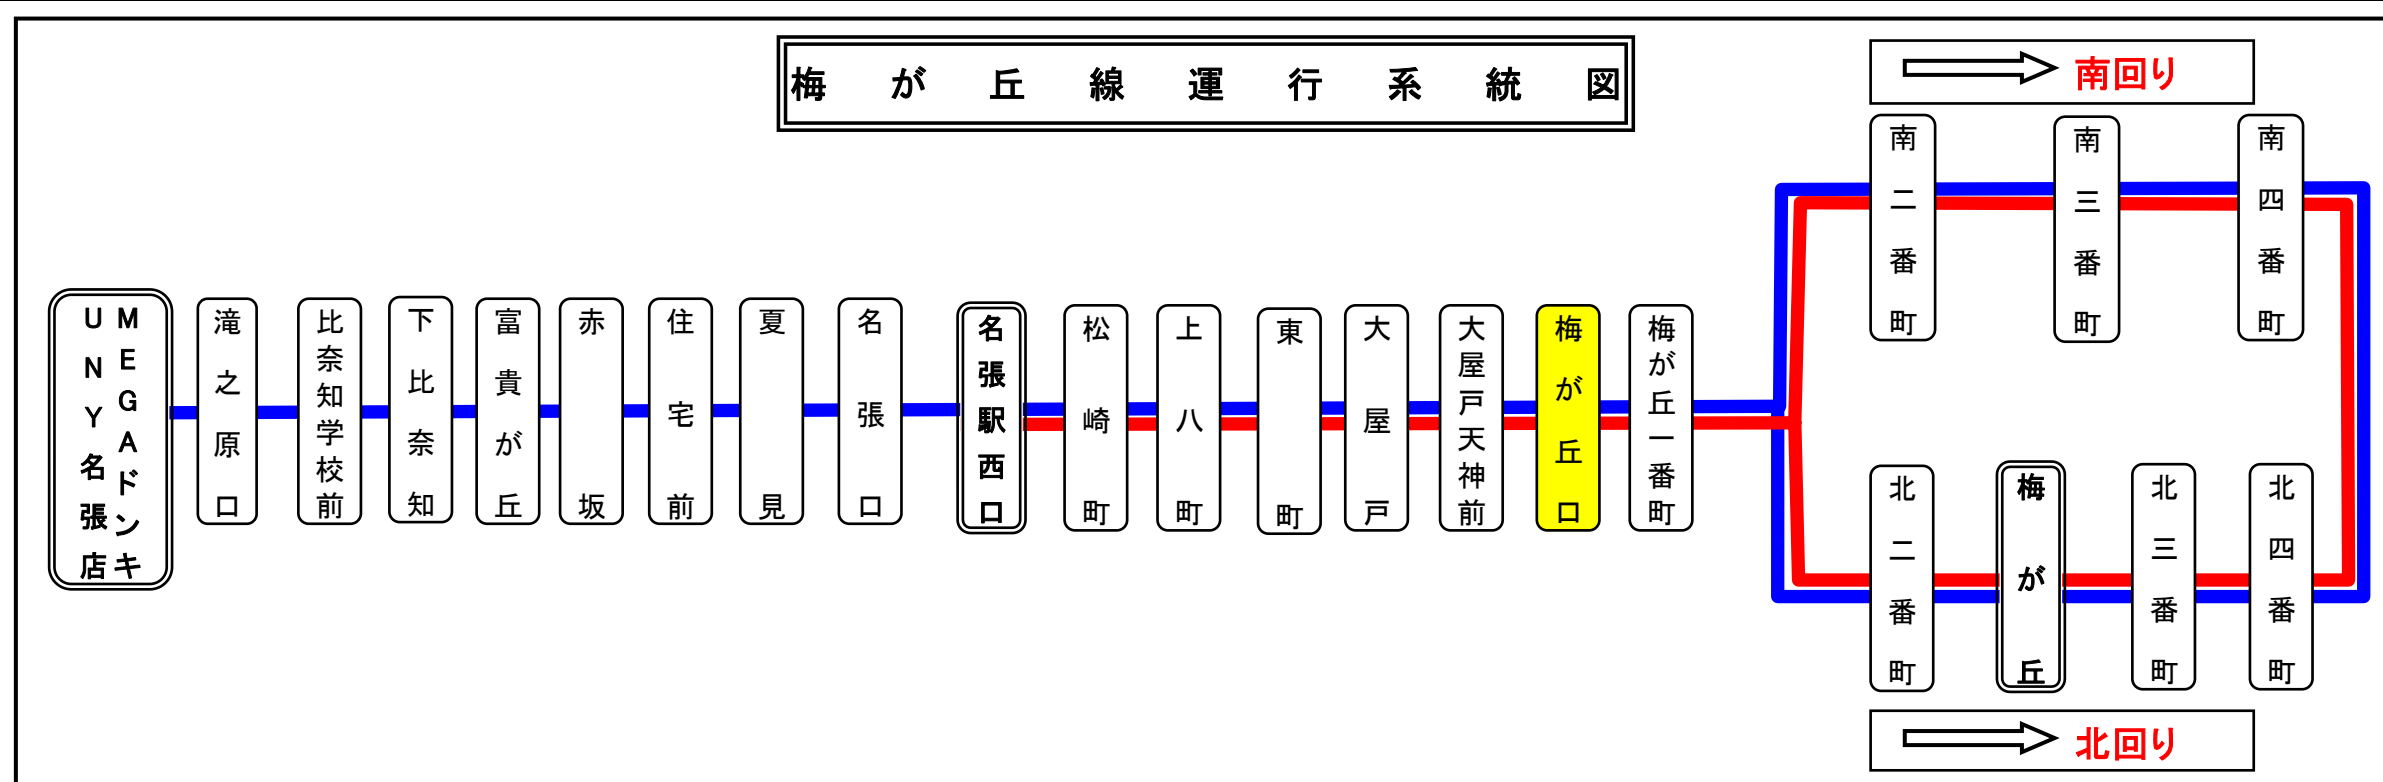 梅が丘線運行系統図
南回り
南二番町
南三番町
南四番町
MEGAドンキ
UNY名張店
滝之原口
比奈知学校前
下比奈知
富貴が丘
赤坂
住宅前
夏見
名張口
名張駅西口
松崎町
上八町
東町
大屋戸
大屋戸天神前
梅が丘口
梅が丘一番町
北二番町
梅が丘
北三番町
北四番町
北回り